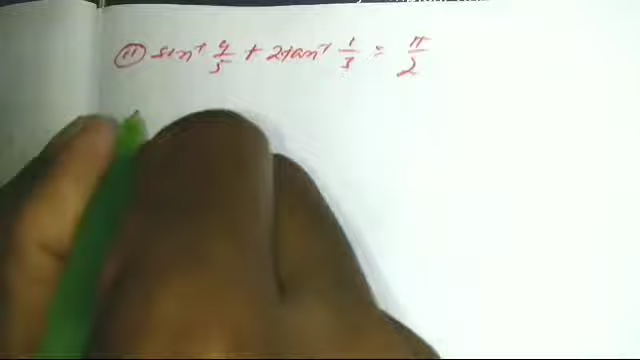 (ii) sin⁻¹ 4/5 + 2tan⁻¹ 1/3 = π/2